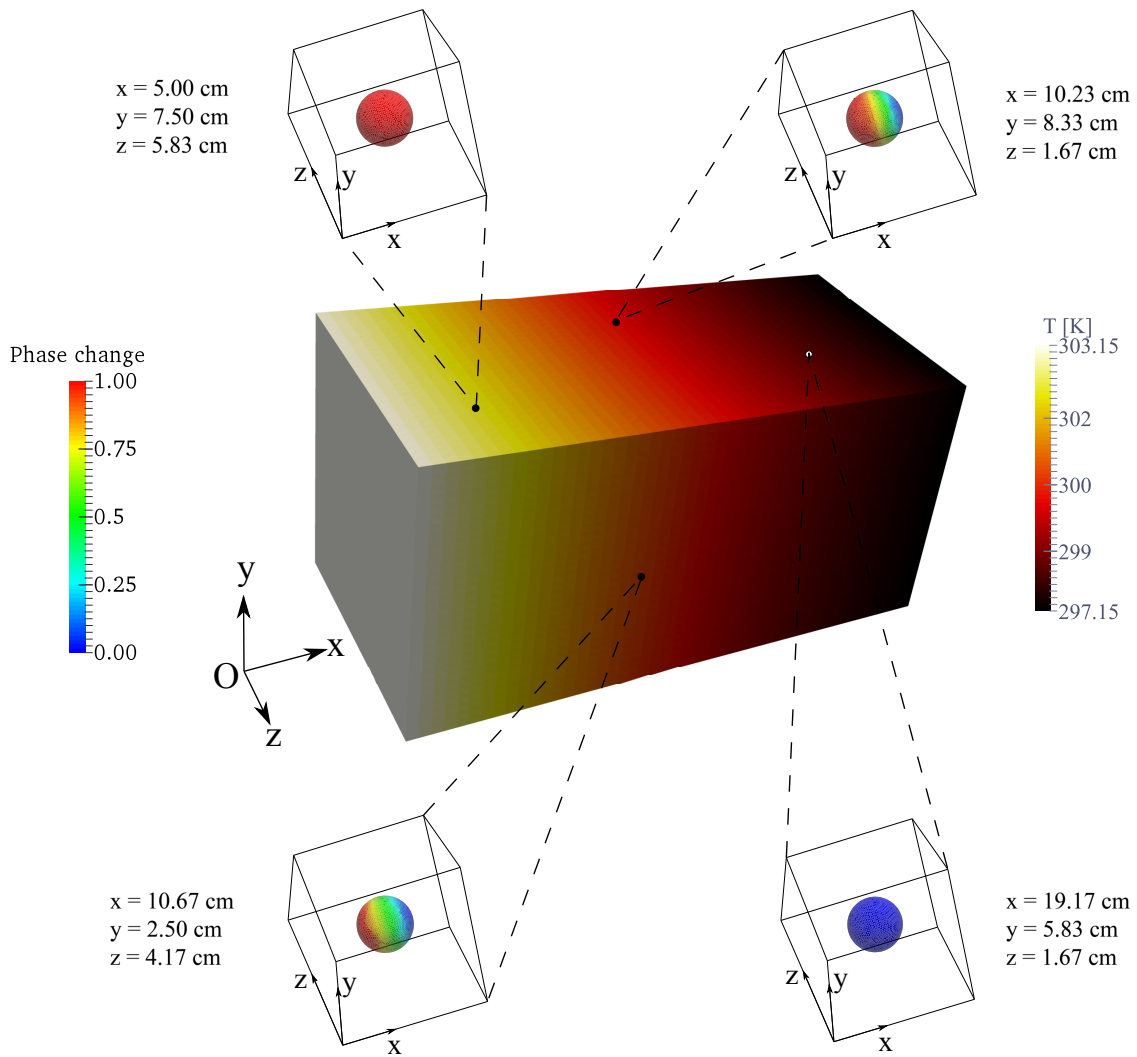 x = 5.00 cm
y = 7.50 cm
z = 5.83 cm
z
y
x
z
y
x
x = 10.23 cm
y = 8.33 cm
z = 1.67 cm
Phase change
1.00
0.75
0.5
0.25
0.00
T [K]
303.15
302
300
299
297.15
y
x
O
z
x = 10.67 cm
y = 2.50 cm
z = 4.17 cm
z
y
x
z
y
x
x = 19.17 cm
y = 5.83 cm
z = 1.67 cm